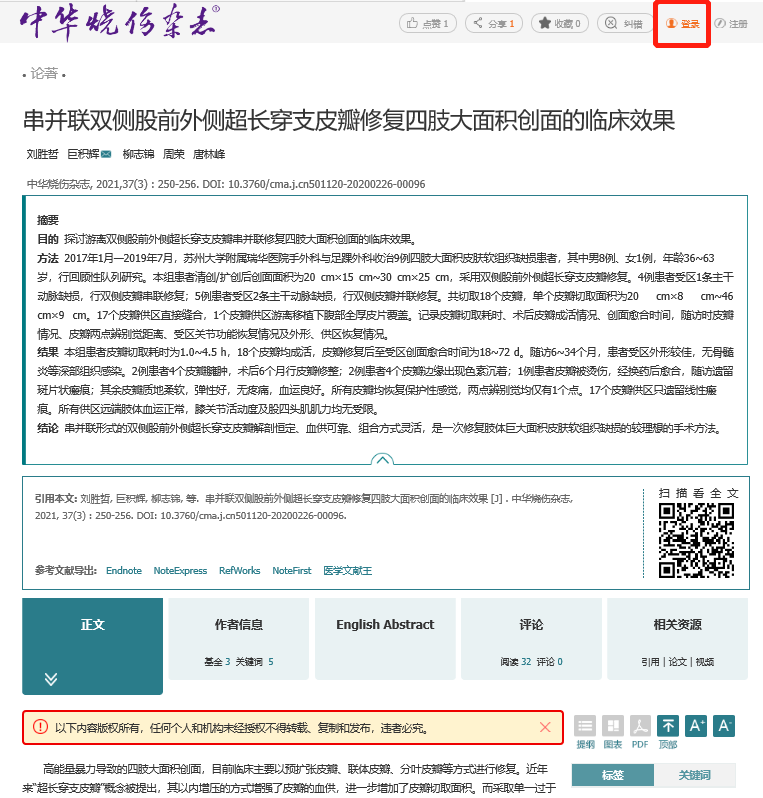 中华烧伤杂志®
点赞 1 分享 1 收藏 0 纠错 登录 注册
• 论著 •
串并联双侧股前外侧超长穿支皮瓣修复四肢大面积创面的临床效果
刘胜哲 巨积辉 柳志锦 周荣 唐林峰
中华烧伤杂志, 2021,37(3) : 250-256. DOI: 10.3760/cma.j.cn501120-20200226-00096
摘要
目的 探讨游离双侧股前外侧超长穿支皮瓣串并联修复四肢大面积创面的临床效果。
方法 2017年1月—2019年7月，苏州大学附属瑞华医院手外科与足踝外科收治9例四肢大面积皮肤软组织缺损患者，其中男8例、女1例，年龄36~63
岁，行回顾性队列研究。本组患者清创/扩创后创面面积为20 cm×15 cm~30 cm×25 cm，采用双侧股前外侧超长穿支皮瓣修复。4例患者受区1条主干
动脉缺损，行双侧皮瓣串联修复；5例患者受区2条主干动脉缺损，行双侧皮瓣并联修复。共切取18个皮瓣，单个皮瓣切取面积为20 cm×8 cm~46
cm×9 cm。17个皮瓣供区直接缝合，1个皮瓣供区游离移植下腹部全厚皮片覆盖。记录皮瓣切取耗时、术后皮瓣成活情况、创面愈合时间，随访时皮瓣
情况、皮瓣两点辨别觉距离、受区关节功能恢复情况及外形、供区恢复情况。
结果 本组患者皮瓣切取耗时为1.0~4.5 h，18个皮瓣均成活，皮瓣修复后至受区创面愈合时间为18~72 d。随访6~34个月，患者受区外形较佳，无骨髓
炎等深部组织感染。2例患者4个皮瓣臃肿，术后6个月行皮瓣修整；2例患者4个皮瓣边缘出现色素沉着；1例患者皮瓣被烫伤，经换药后愈合，随访遗留
斑片状瘢痕；其余皮瓣质地柔软，弹性好，无疼痛，血运良好。所有皮瓣均恢复保护性感觉，两点辨别觉均仅有1个点。17个皮瓣供区只遗留线性瘢
痕。所有供区远端肢体血运正常，膝关节活动度及股四头肌肌力均无受限。
结论 串并联形式的双侧股前外侧超长穿支皮瓣解剖恒定、血供可靠、组合方式灵活，是一次修复肢体巨大面积皮肤软组织缺损的较理想的手术方法。
引用本文: 刘胜哲, 巨积辉, 柳志锦, 等. 串并联双侧股前外侧超长穿支皮瓣修复四肢大面积创面的临床效果 [J] . 中华烧伤杂志,
2021, 37(3) : 250-256. DOI: 10.3760/cma.j.cn501120-20200226-00096.
扫描看全文
参考文献导出: Endnote NoteExpress RefWorks NoteFirst 医学文献王
正文 作者信息 English Abstract 评论 相关资源
基金 3 关键词 5 阅读 32 评论 0 引用 | 论文 | 视频
以下内容版权所有，任何个人和机构未经授权不得转载、复制和发布，违者必究。
A+ A-
提纲 图表 PDF 顶部
标签 关键词
高能量暴力导致的四肢大面积创面，目前临床主要以预扩张皮瓣、联体皮瓣、分叶皮瓣等方式进行修复。近年
来“超长穿支皮瓣”概念被提出，其以内增压的方式增强了皮瓣的血供，进一步增加了皮瓣切取面积。而采取单一过于